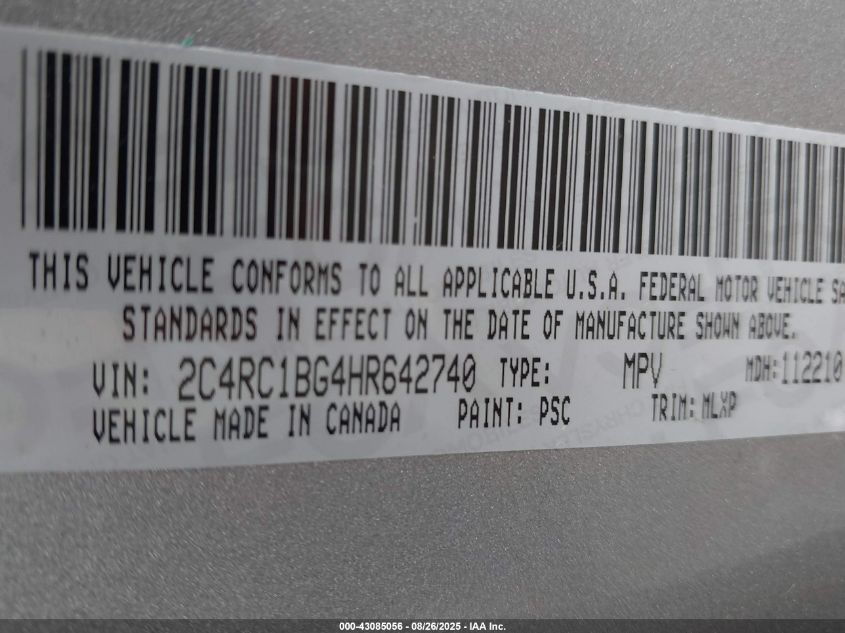 THIS VEHICLE CONFORMS TO ALL APPLICABLE U.S.A. FEDERAL MOTOR VEHICLE SA
STANDARDS IN EFFECT ON THE DATE OF MANUFACTURE SHOWN ABOVE.
VIN: 2C4RC1BG4HR642740 TYPE: MPV MDH: 112210
VEHICLE MADE IN CANADA PAINT: PSC TRIM: MLXP
000-43085056 - 08/26/2025 - IAA Inc.